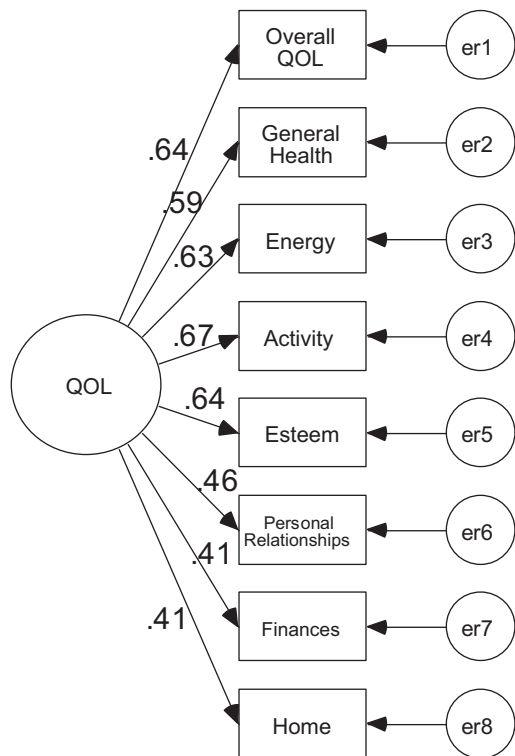 Overall
QOL
er1
.64
General
Health
er2
.59
Energy
er3
.63
Activity
er4
.67
QOL
Esteem
er5
.64
Personal
Relationships
er6
.46
Finances
er7
.41
Home
er8
.41